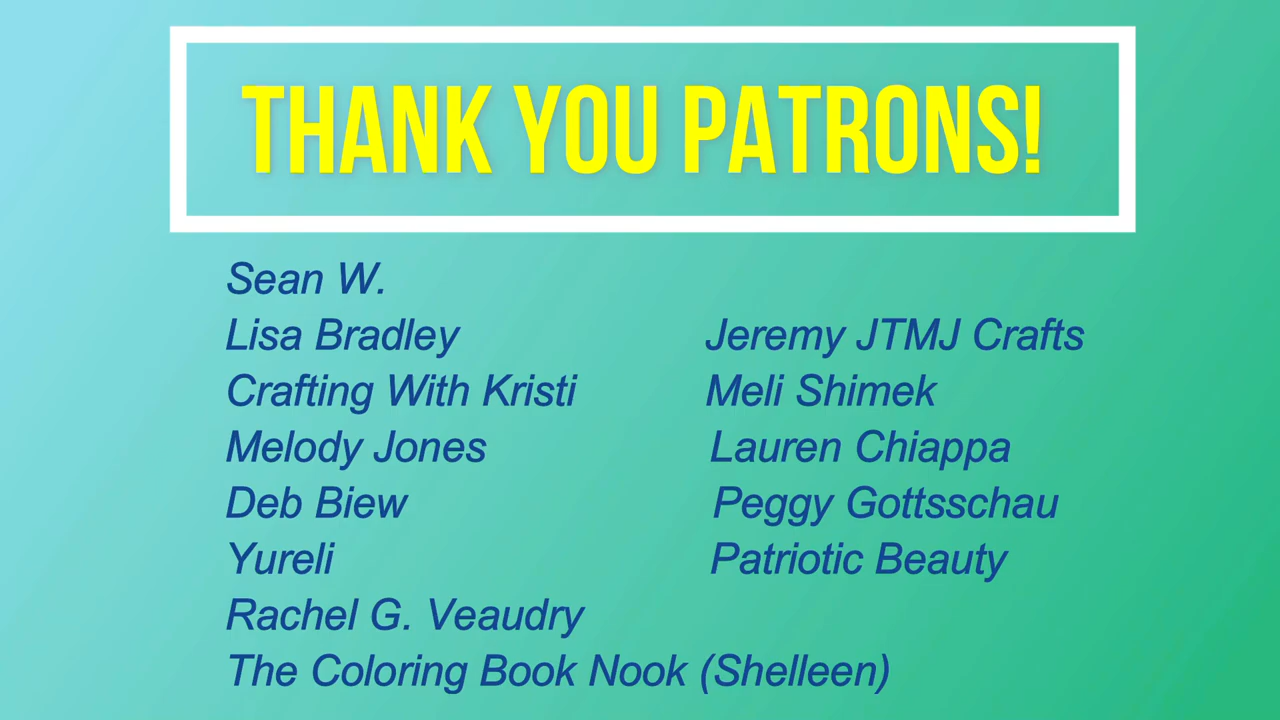 THANK YOU PATRONS!
Sean W.
Lisa Bradley
Crafting With Kristi
Melody Jones
Deb Biew
Yureli
Rachel G. Veaudry
The Coloring Book Nook (Shelleen)
Jeremy JTMJ Crafts
Meli Shimek
Lauren Chiappa
Peggy Gottsschau
Patriotic Beauty